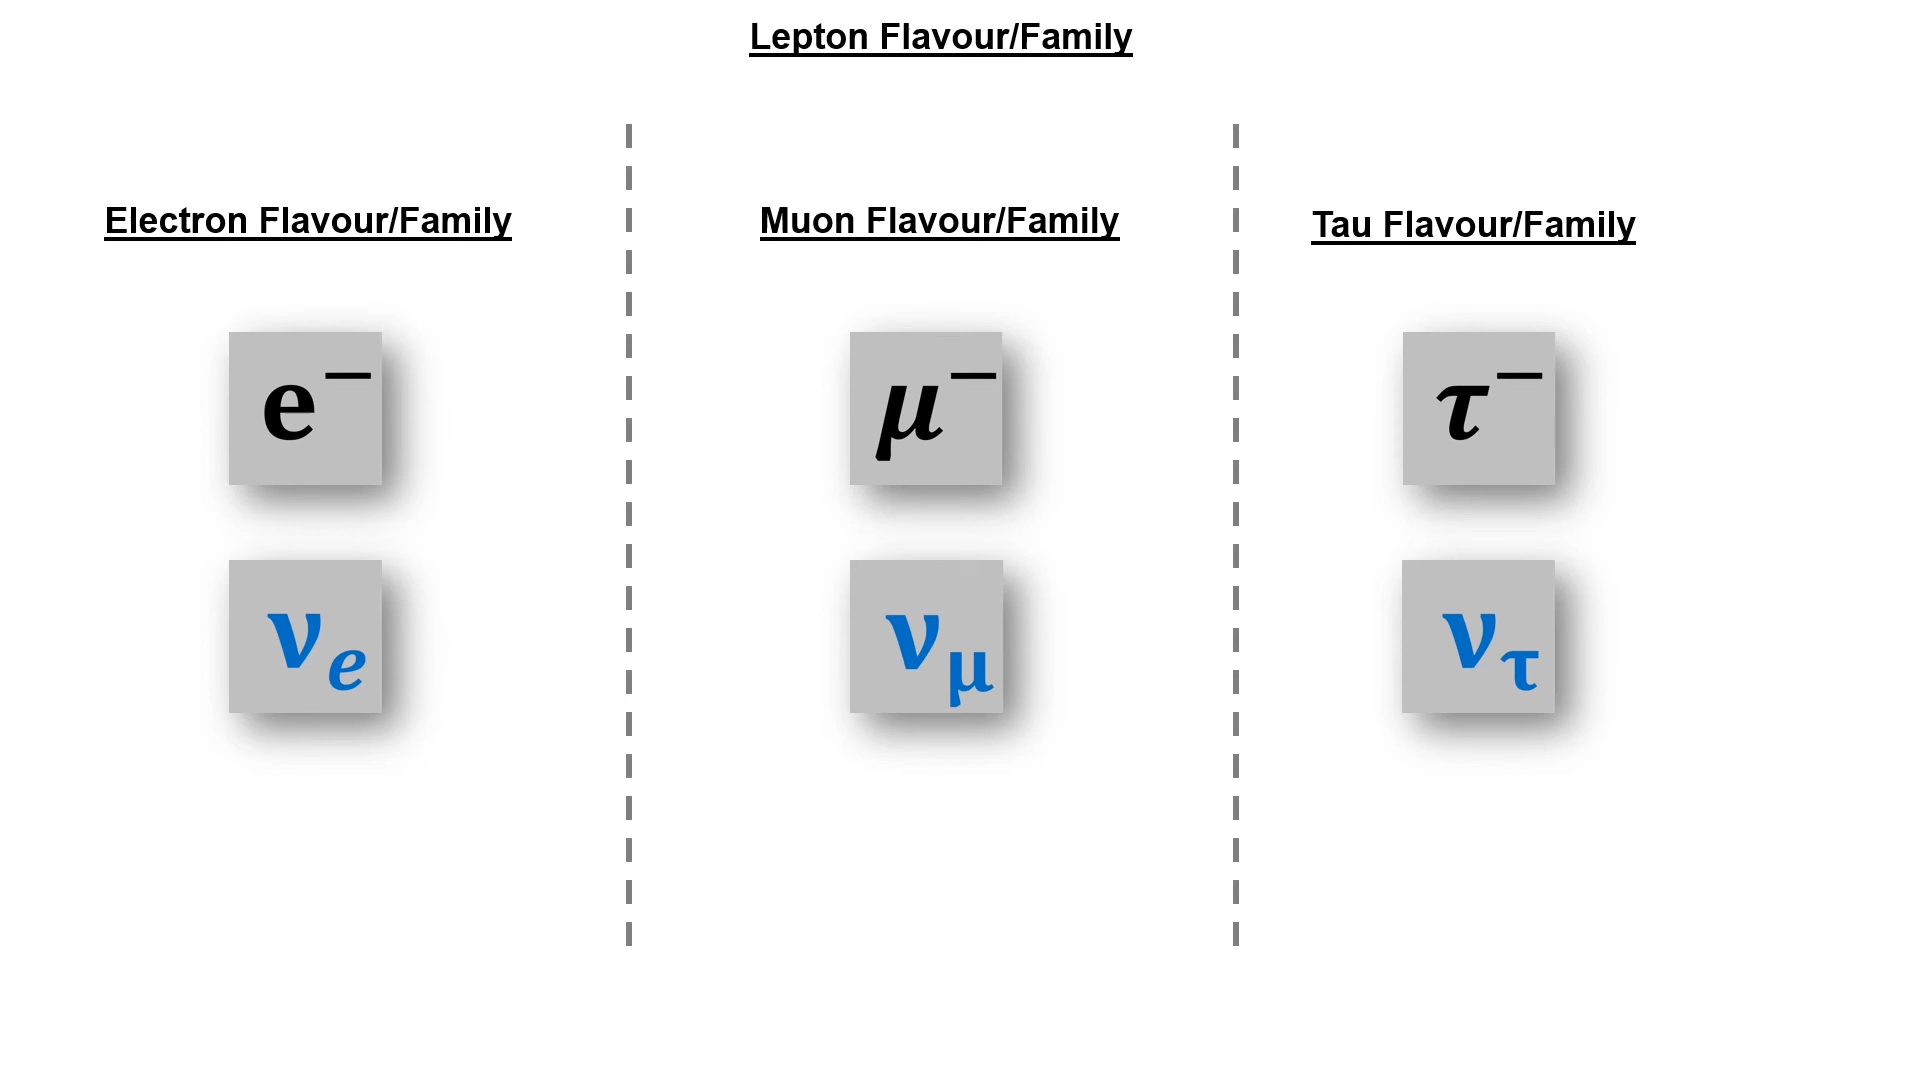 Lepton Flavour/Family
Electron Flavour/Family
Muon Flavour/Family
Tau Flavour/Family
e⁻
μ⁻
τ⁻
νₑ
ν_μ
ν_τ